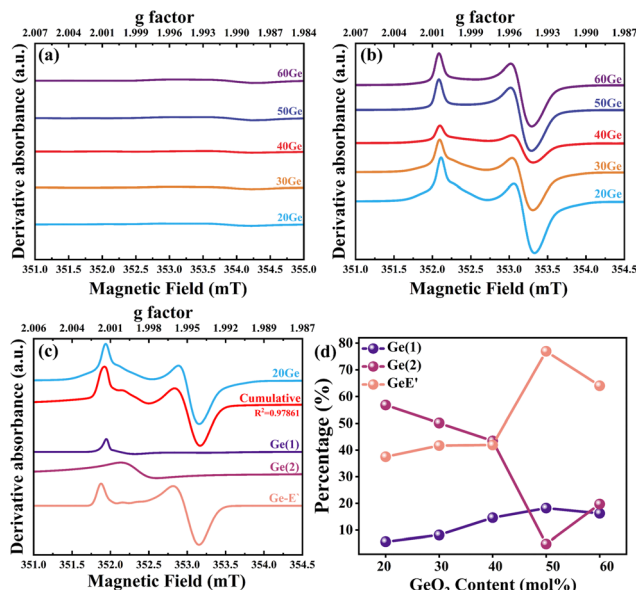 g factor
2.007 2.004 2.001 1.999 1.996 1.993 1.990 1.987 1.984
(a)
Derivative absorbance (a.u.)
60Ge
50Ge
40Ge
30Ge
20Ge
351.0 351.5 352.0 352.5 353.0 353.5 354.0 354.5 355.0
Magnetic Field (mT)
g factor
2.007 2.004 2.001 1.999 1.996 1.993 1.990 1.987
(b)
Derivative absorbance (a.u.)
60Ge
50Ge
40Ge
30Ge
20Ge
351.0 351.5 352.0 352.5 353.0 353.5 354.0 354.5
Magnetic Field (mT)
g factor
2.006 2.004 2.001 1.998 1.995 1.992 1.989 1.987
(c)
Derivative absorbance (a.u.)
20Ge
Cumulative
R²=0.97861
Ge(1)
Ge(2)
Ge-E'
351.0 351.5 352.0 352.5 353.0 353.5 354.0 354.5
Magnetic Field (mT)
(d)
Ge(1)
Ge(2)
GeE'
Percentage (%)
80
70
60
50
40
30
20
10
20 30 40 50 60
GeO₂ Content (mol%)